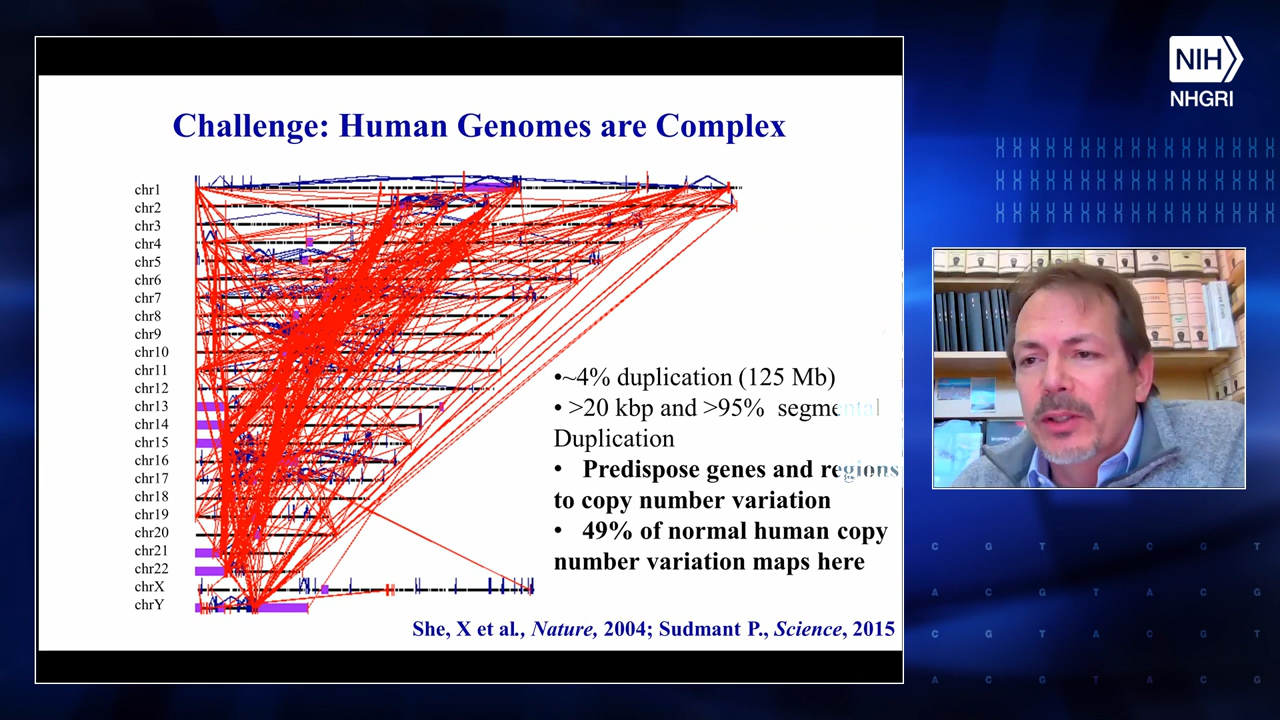 NIH
NHGRI
Challenge: Human Genomes are Complex
chr1
chr2
chr3
chr4
chr5
chr6
chr7
chr8
chr9
chr10
chr11
chr12
chr13
chr14
chr15
chr16
chr17
chr18
chr19
chr20
chr21
chr22
chrX
chrY
•~4% duplication (125 Mb)
• >20 kbp and >95% segmental
Duplication
• Predispose genes and regions
to copy number variation
• 49% of normal human copy
number variation maps here
She, X et al., Nature, 2004; Sudmant P., Science, 2015
C G T A C G T
A C G T A C G
C G T A C G T
A C G T A C G